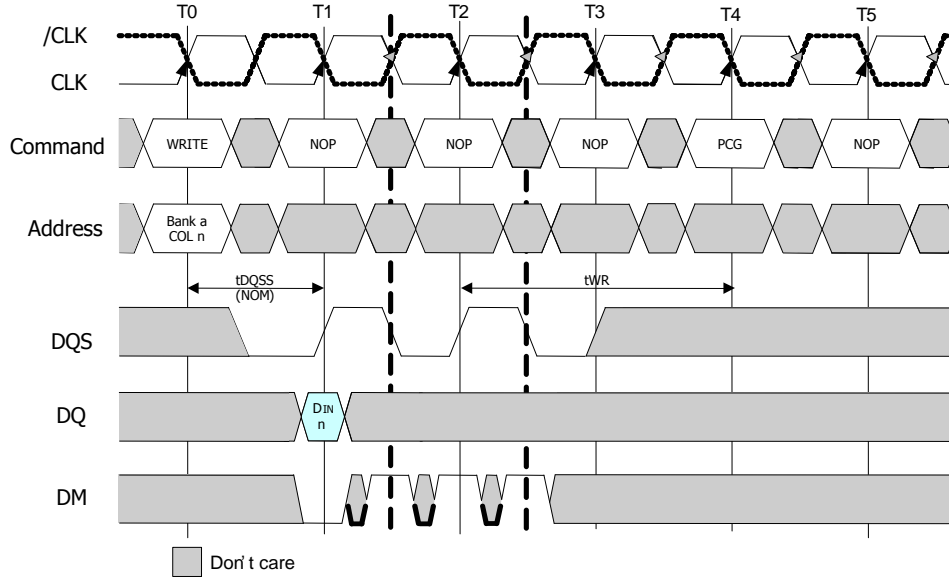 T0 T1 T2 T3 T4 T5
/CLK
CLK
Command WRITE NOP NOP NOP PCG NOP
Address Bank a
COL n
tDQSS
(NOM)
tWR
DQS
DQ DIN
n
DM
Don't care